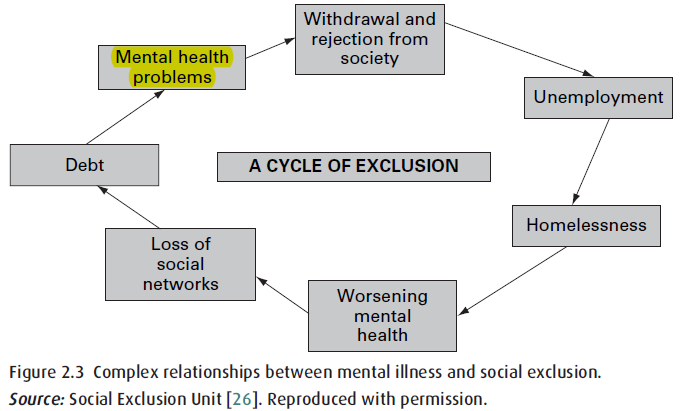 Withdrawal and
rejection from
society
Mental health
problems
Unemployment
Debt
A CYCLE OF EXCLUSION
Homelessness
Loss of
social
networks
Worsening
mental
health
Figure 2.3 Complex relationships between mental illness and social exclusion.
Source: Social Exclusion Unit [26]. Reproduced with permission.